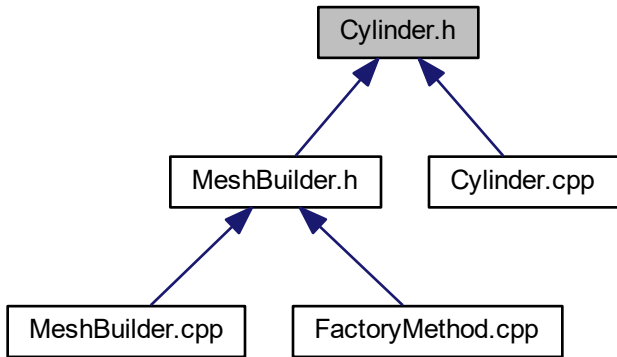 Cylinder.h
MeshBuilder.h
Cylinder.cpp
MeshBuilder.cpp
FactoryMethod.cpp